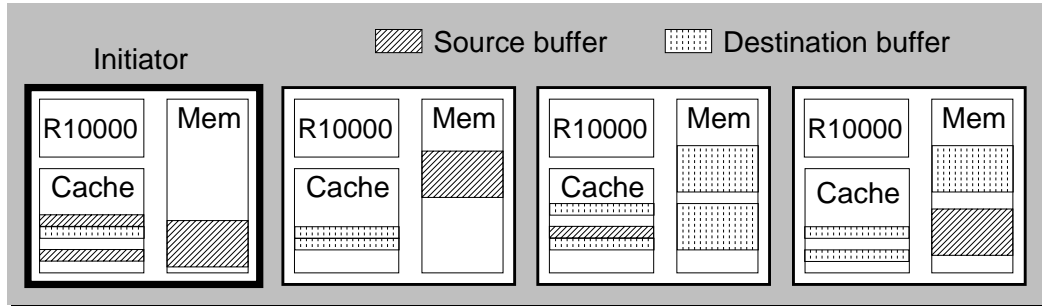 Source buffer
Destination buffer
Initiator
R10000
Mem
Cache
R10000
Mem
Cache
R10000
Mem
Cache
R10000
Mem
Cache